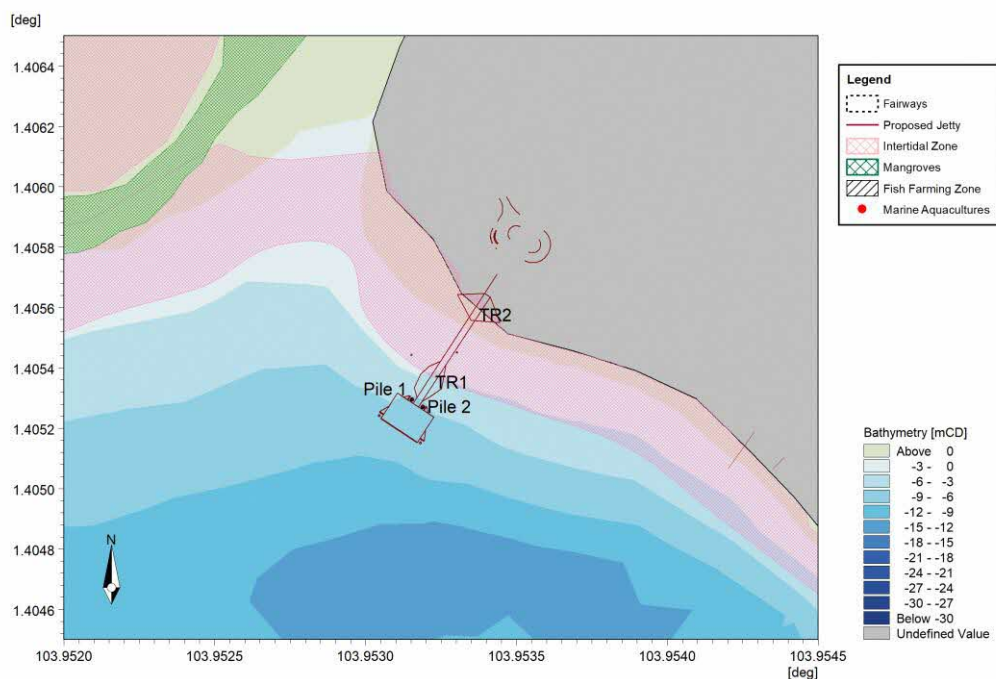 [deg]
1.4064
1.4062
1.4060
1.4058
1.4056
1.4054
1.4052
1.4050
1.4048
1.4046
TR2
TR1
Pile 1
Pile 2
N
103.9520
103.9525
103.9530
103.9535
103.9540
103.9545
[deg]
Legend
Fairways
Proposed Jetty
Intertidal Zone
Mangroves
Fish Farming Zone
Marine Aquacultures
Bathymetry [mCD]
Above 0
-3 - 0
-6 - -3
-9 - -6
-12 - -9
-15 - -12
-18 - -15
-21 - -18
-24 - -21
-27 - -24
-30 - -27
Below -30
Undefined Value